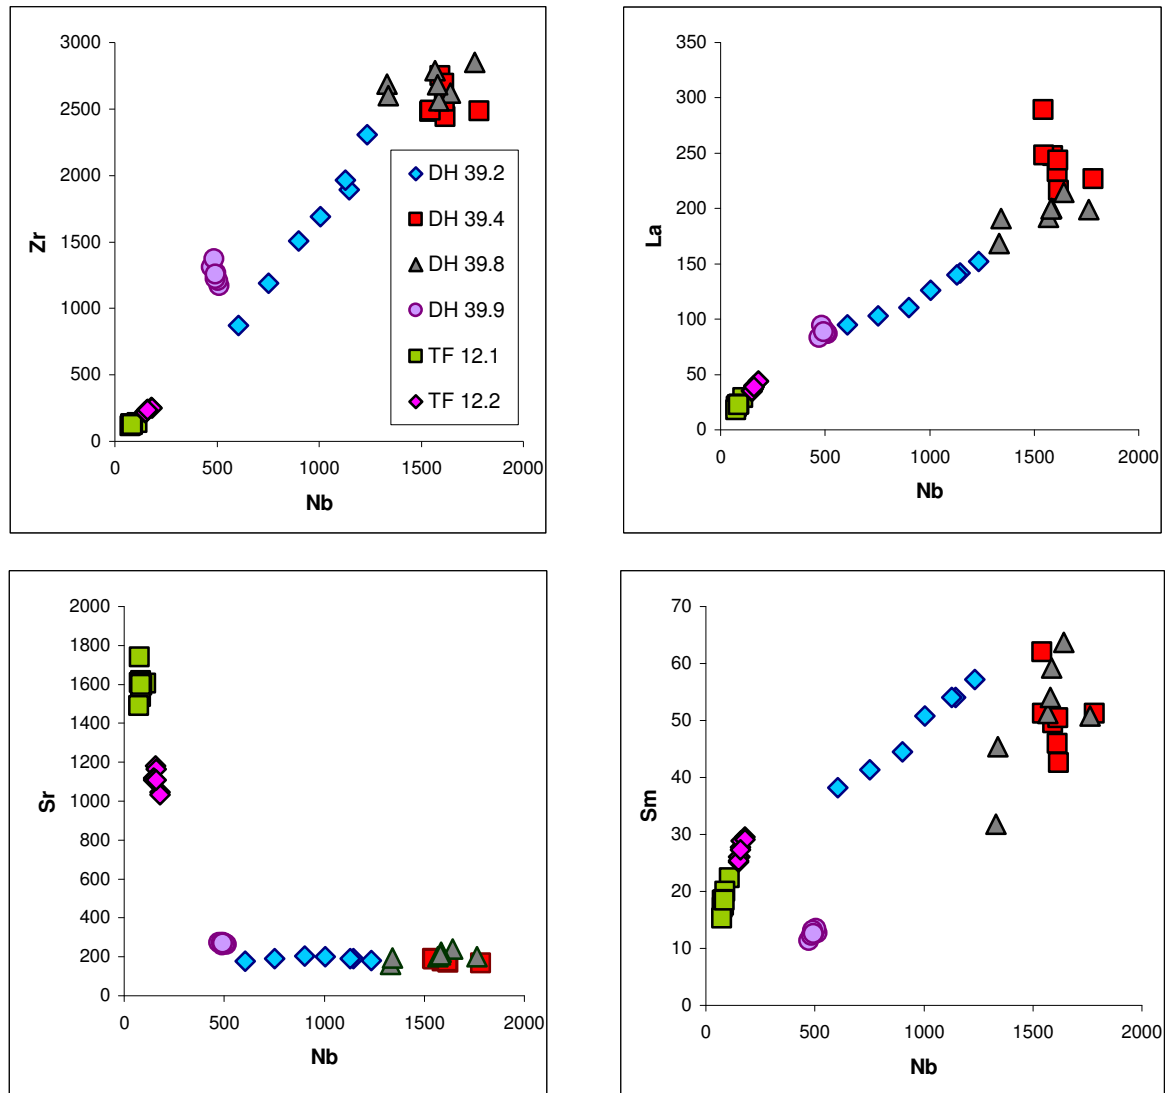 3000
2500
2000
1500
1000
500
0
Zr
DH 39.2
DH 39.4
DH 39.8
DH 39.9
TF 12.1
TF 12.2
0 500 1000 1500 2000
Nb
350
300
250
200
150
100
50
0
La
0 500 1000 1500 2000
Nb
2000
1800
1600
1400
1200
1000
800
600
400
200
0
Sr
0 500 1000 1500 2000
Nb
70
60
50
40
30
20
10
0
Sm
0 500 1000 1500 2000
Nb